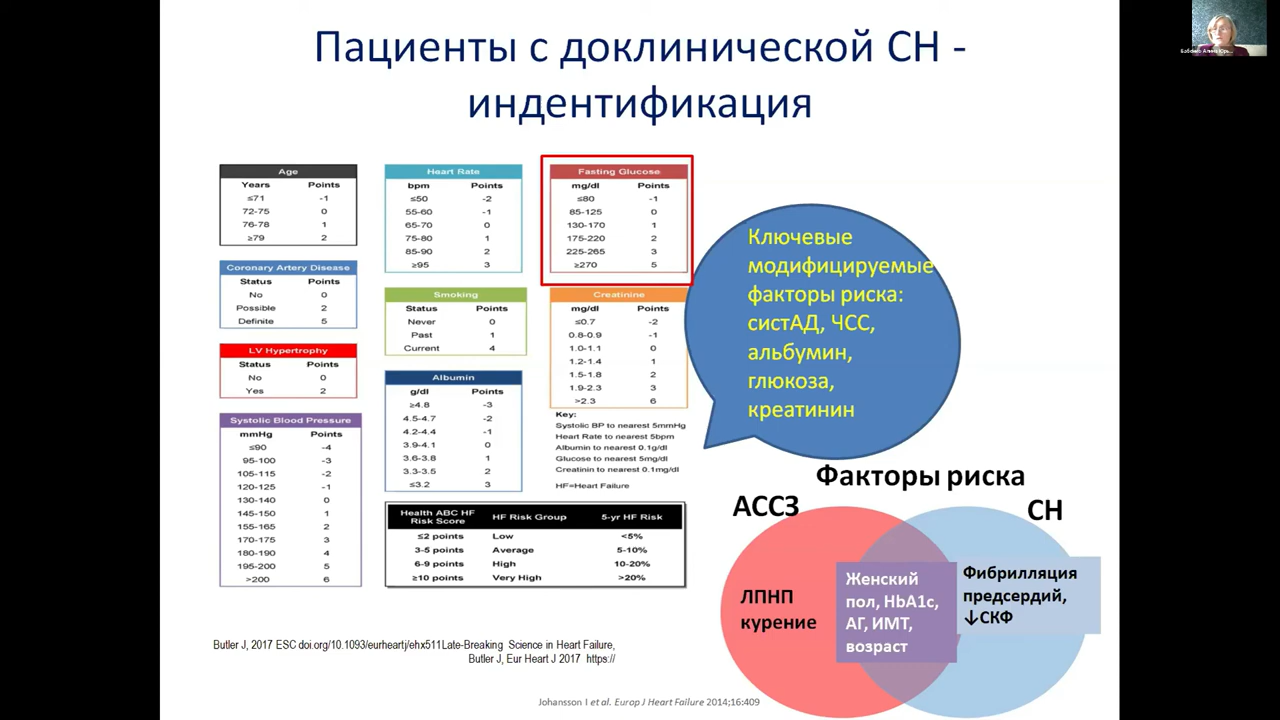 Пациенты с доклинической СН -
индентификация
Age
Years Points
≤71 -1
72-75 0
76-78 1
≥79 2
Coronary Artery Disease
Status Points
No 0
Possible 2
Definite 5
LV Hypertrophy
Status Points
No 0
Yes 2
Systolic Blood Pressure
mmHg Points
≤90 -4
95-100 -3
105-115 -2
120-125 -1
130-140 0
145-150 1
155-165 2
170-175 3
180-190 4
195-200 5
>200 6
Heart Rate
bpm Points
≤50 -2
55-60 -1
65-70 0
75-80 1
85-90 2
≥95 3
Smoking
Status Points
Never 0
Past 1
Current 4
Albumin
g/dl Points
≥4.8 -3
4.5-4.7 -2
4.2-4.4 -1
3.9-4.1 0
3.6-3.8 1
3.3-3.5 2
≤3.2 3
Fasting Glucose
mg/dl Points
≤80 -1
85-125 0
130-170 1
175-220 2
225-265 3
≥270 5
Creatinine
mg/dl Points
≤0.7 -2
0.8-0.9 -1
1.0-1.1 0
1.2-1.4 1
1.5-1.8 2
1.9-2.3 3
>2.3 6
Key:
Systolic BP to nearest 5mmHg
Heart Rate to nearest 5bpm
Albumin to nearest 0.1g/dl
Glucose to nearest 5mg/dl
Creatinin to nearest 0.1mg/dl
HF=Heart Failure
Health ABC HF
Risk Score HF Risk Group 5-yr HF Risk
≤2 points Low <5%
3-5 points Average 5-10%
6-9 points High 10-20%
≥10 points Very High >20%
Ключевые
модифицируемые
факторы риска:
систАД, ЧСС,
альбумин,
глюкоза,
креатинин
Факторы риска
АССЗ
СН
ЛПНП
курение
Женский
пол, HbA1c,
АГ, ИМТ,
возраст
Фибрилляция
предсердий,
↓СКФ
Butler J, 2017 ESC doi.org/10.1093/eurheartj/ehx511Late-Breaking Science in Heart Failure,
Butler J, Eur Heart J 2017 https://
Johansson I et al. Europ J Heart Failure 2014;16:409